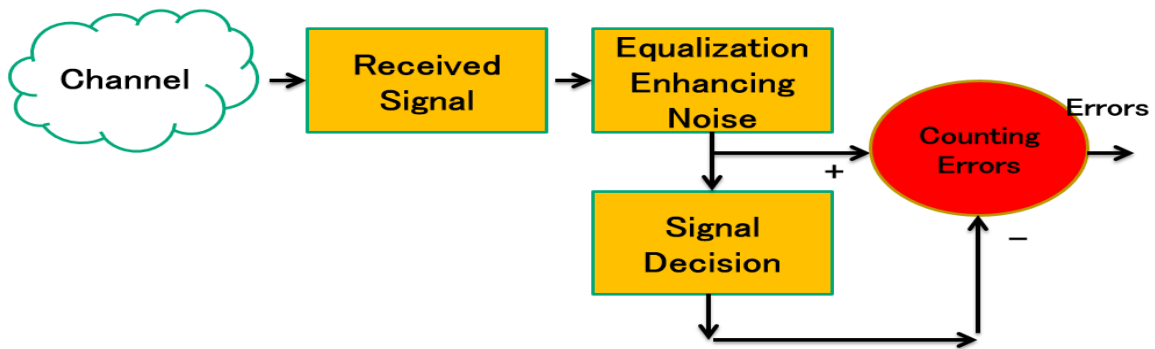 Channel
Received
Signal
Equalization
Enhancing
Noise
Errors
Counting
Errors
+
Signal
Decision
−